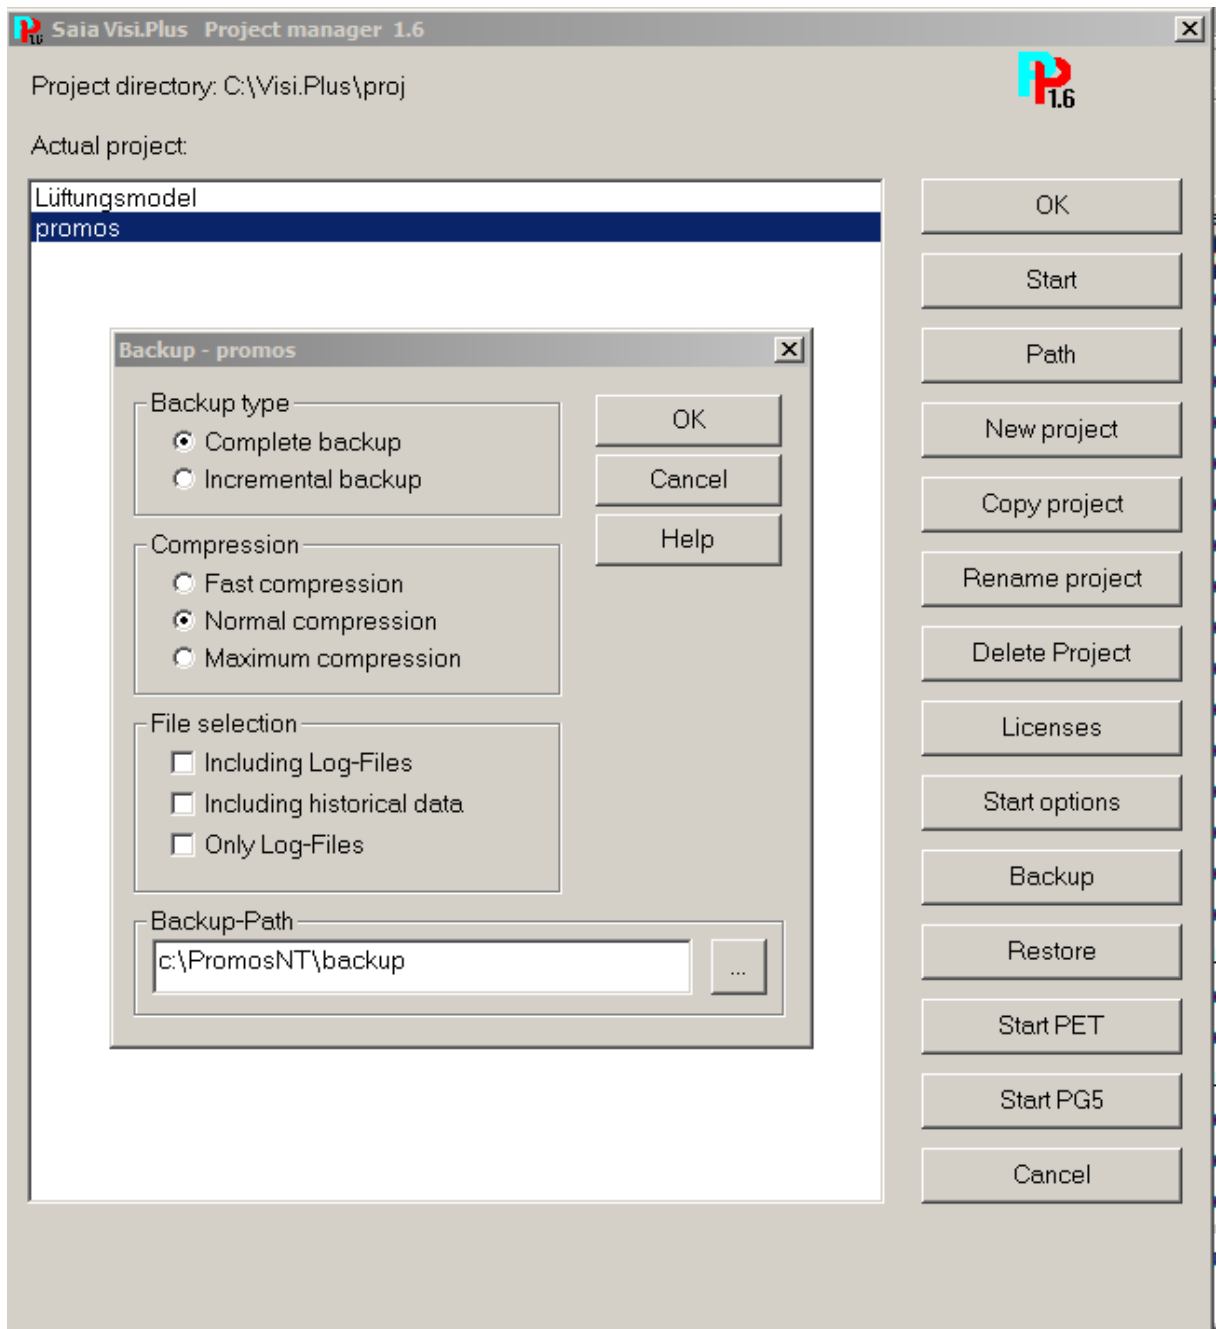 Saia Visi.Plus Project manager 1.6
Project directory: C:\Visi.Plus\proj
1.6
Actual project:
Lüftungsmodel
promos
Backup - promos
Backup type
Complete backup
Incremental backup
Compression
Fast compression
Normal compression
Maximum compression
File selection
Including Log-Files
Including historical data
Only Log-Files
Backup-Path
c:\PromosNT\backup
...
OK
Cancel
Help
OK
Start
Path
New project
Copy project
Rename project
Delete Project
Licenses
Start options
Backup
Restore
Start PET
Start PG5
Cancel